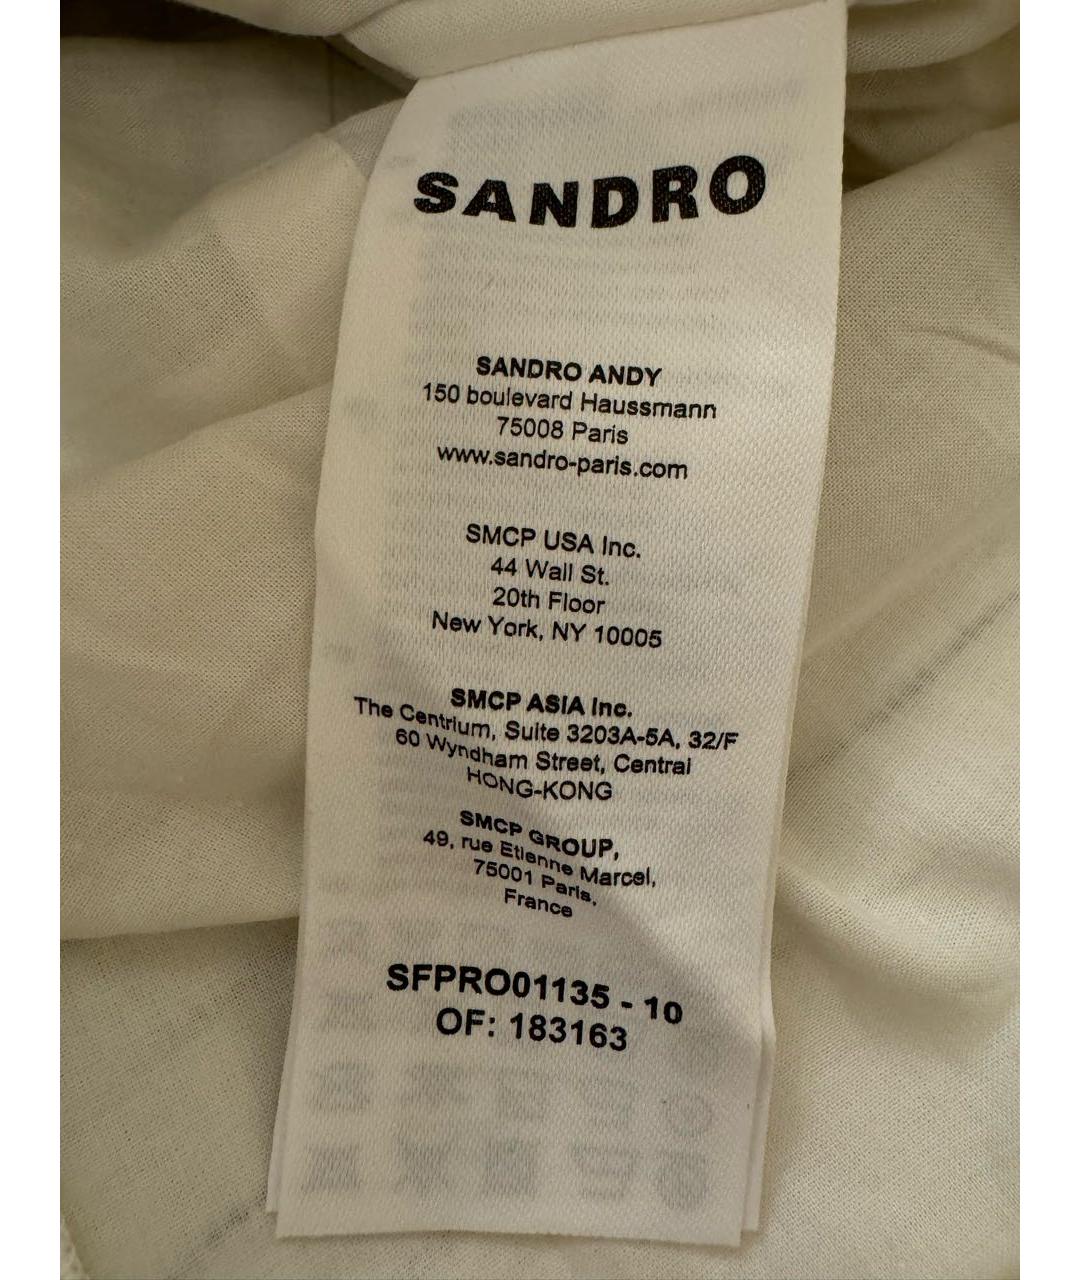 SANDRO
SANDRO ANDY
150 boulevard Haussmann
75008 Paris
www.sandro-paris.com
SMCP USA Inc.
44 Wall St.
20th Floor
New York, NY 10005
SMCP ASIA Inc.
The Centrium, Suite 3203A-5A, 32/F
60 Wyndham Street, Central
HONG-KONG
SMCP GROUP,
49, rue Etienne Marcel,
75001 Paris.
France
SFPRO01135 - 10
OF: 183163